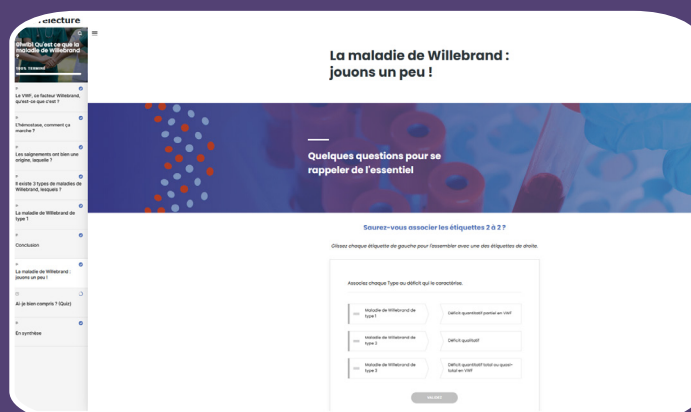 relecture
01wtb) Qu'est ce que la
maladie de Willebrand
?
100% TERMINÉ
Le VWF, ce facteur Willebrand,
qu'est-ce que c'est ?
L'hémostase, comment ça
marche ?
Les saignements ont bien une
origine, laquelle ?
Il existe 3 types de maladies de
Willebrand, lesquels ?
La maladie de Willebrand de
type 1
Conclusion
La maladie de Willebrand :
jouons un peu !
Ai-je bien compris ? (Quiz)
En synthèse
La maladie de Willebrand :
jouons un peu !
Quelques questions pour se
rappeler de l'essentiel
Saurez-vous associer les étiquettes 2 à 2 ?
Glissez chaque étiquette de gauche pour l'assembler avec une des étiquettes de droite.
Associez chaque Type au déficit qui le caractérise.
Maladie de Willebrand de
type 1
Déficit quantitatif partiel en VWF
Maladie de Willebrand de
type 2
Déficit qualitatif
Maladie de Willebrand de
type 3
Déficit quantitatif total ou quasi-
total en VWF